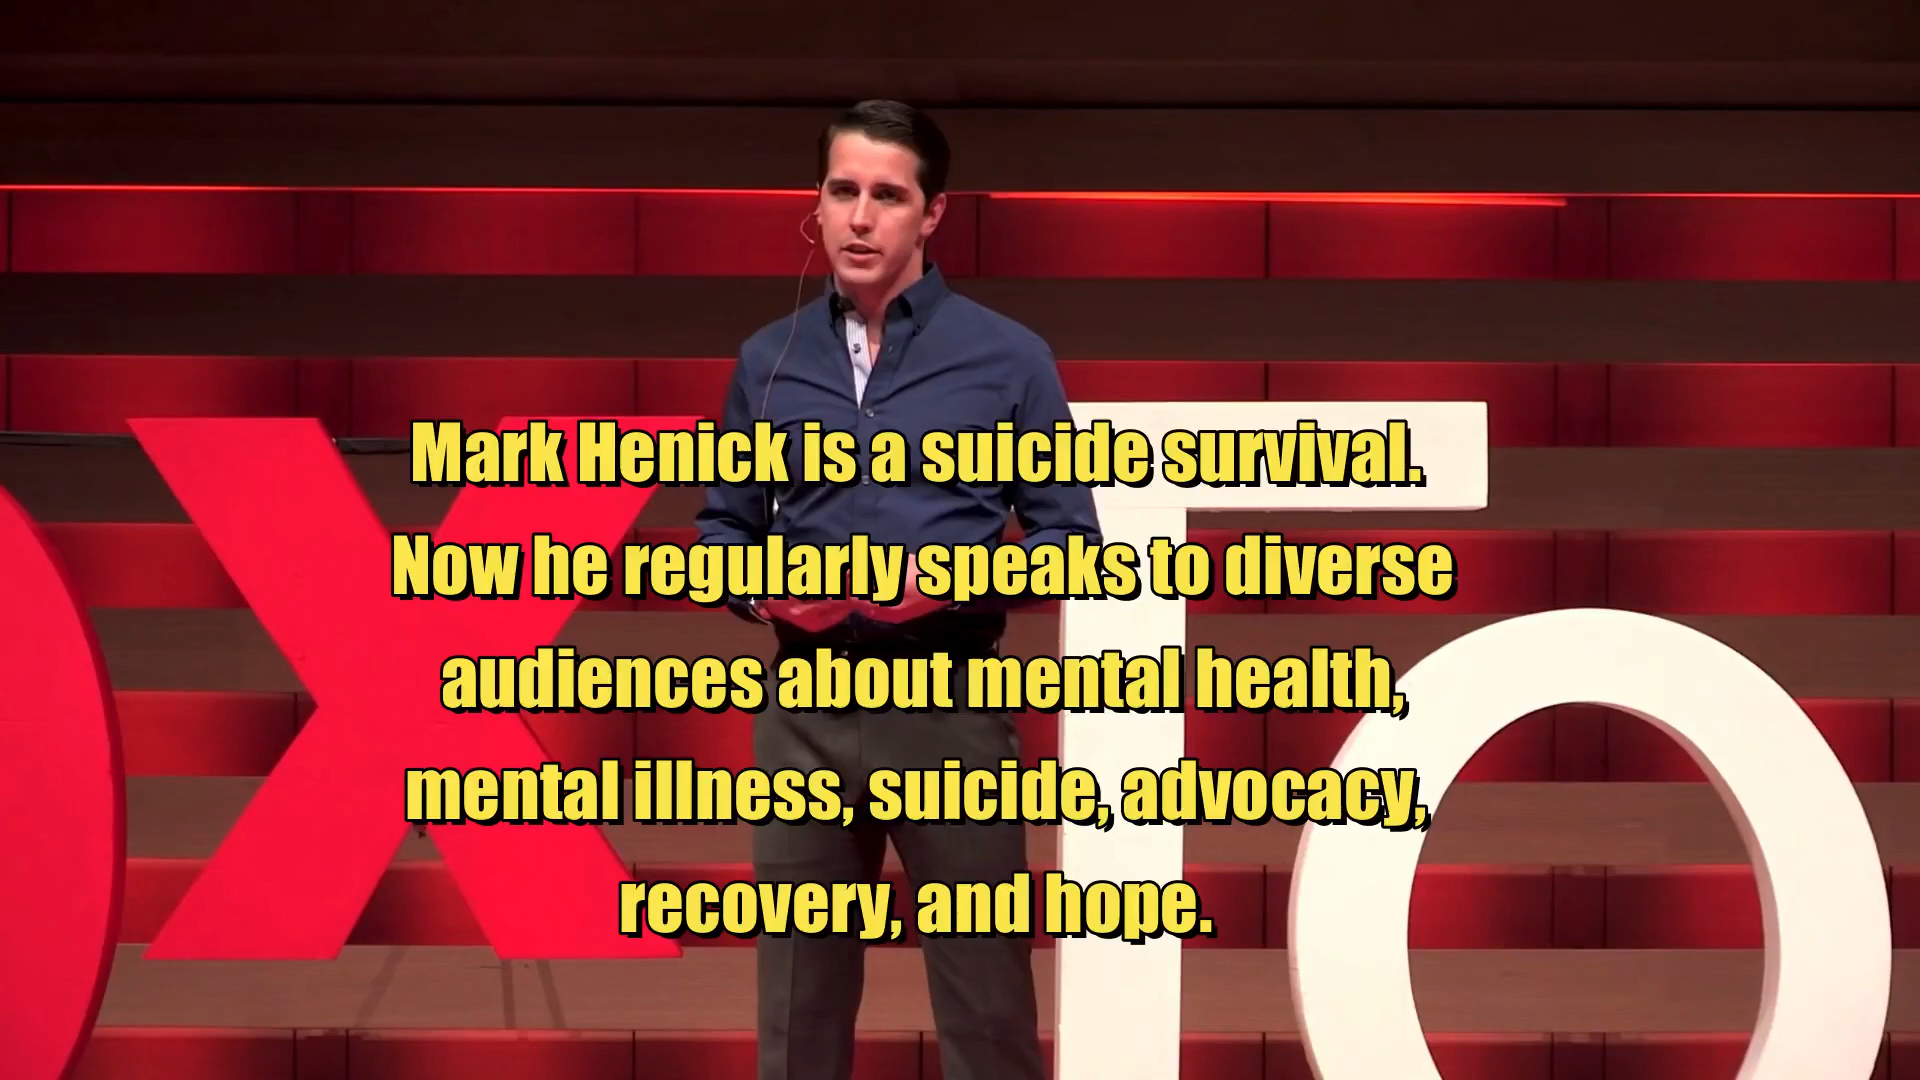 X To
Mark Henick is a suicide survival.
Now he regularly speaks to diverse
audiences about mental health,
mental illness, suicide, advocacy,
recovery, and hope.